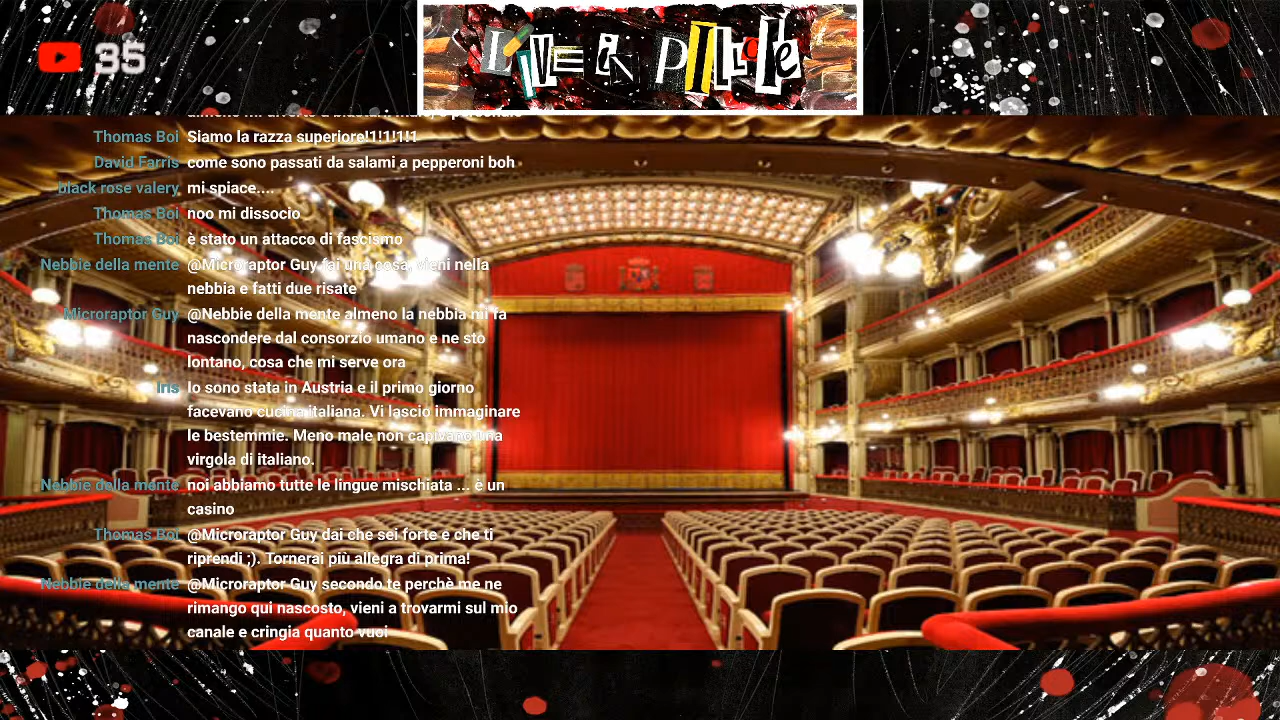 35
LIVE in PILLOLE
Thomas Boi Siamo la razza superiore!1!1!1!1
David Farris come sono passati da salami a pepperoni boh
black rose valery mi spiace....
Thomas Boi noo mi dissocio
Thomas Boi è stato un attacco di fascismo
Nebbie della mente @Microraptor Guy fai una cosa, vieni nella
nebbia e fatti due risate
Microraptor Guy @Nebbie della mente almeno la nebbia mi fa
nascondere dal consorzio umano e ne sto
lontano, cosa che mi serve ora
Iris Io sono stata in Austria e il primo giorno
facevano cucina italiana. Vi lascio immaginare
le bestemmie. Meno male non capivano una
virgola di italiano.
Nebbie della mente noi abbiamo tutte le lingue mischiata ... è un
casino
Thomas Boi @Microraptor Guy dai che sei forte e che ti
riprendi ;). Tornerai più allegra di prima!
Nebbie della mente @Microraptor Guy secondo te perchè me ne
rimango qui nascosto, vieni a trovarmi sul mio
canale e cringia quanto vuoi